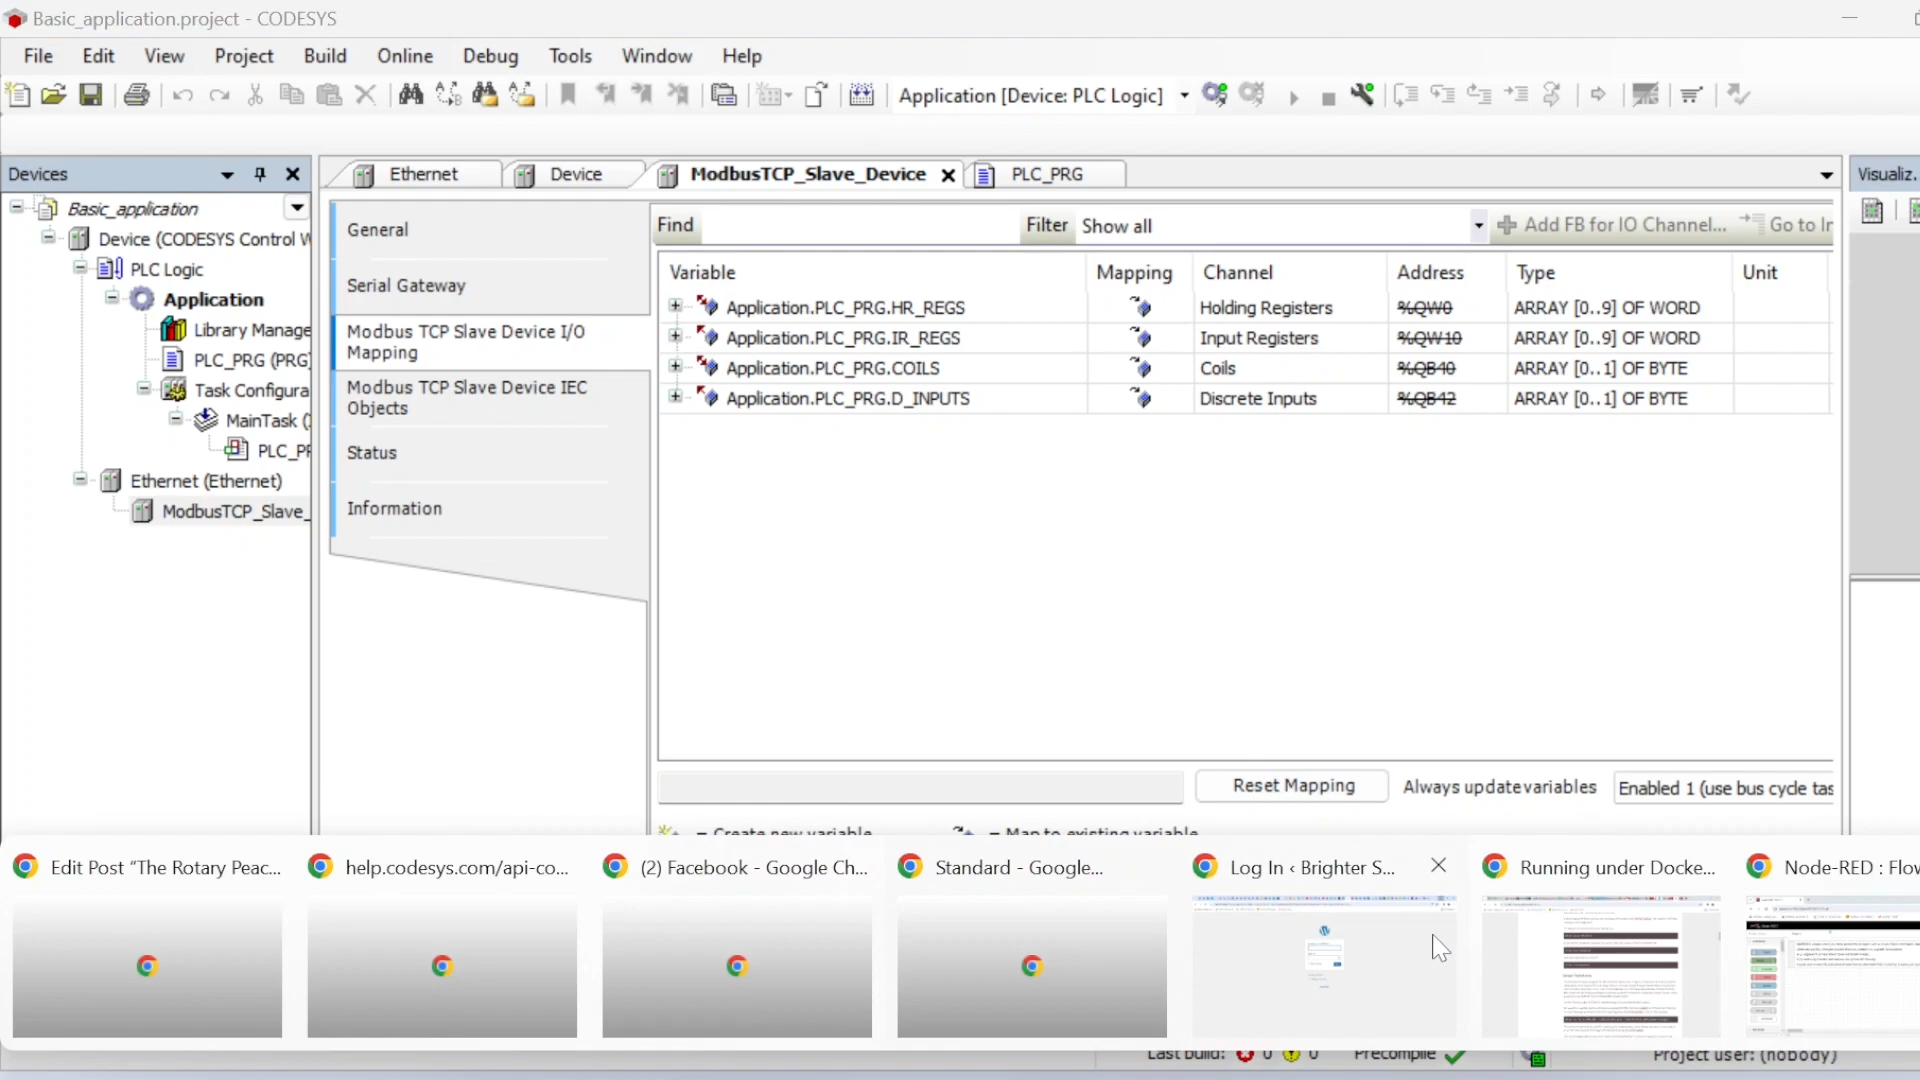 Basic_application.project - CODESYS
File Edit View Project Build Online Debug Tools Window Help
Application [Device: PLC Logic]
Devices
Ethernet Device ModbusTCP_Slave_Device PLC_PRG
Visualiz.
Basic_application
Device (CODESYS Control W
PLC Logic
Application
Library Manage
PLC_PRG (PRG)
Task Configura
MainTask (
PLC_PR
Ethernet (Ethernet)
ModbusTCP_Slave_
General
Serial Gateway
Modbus TCP Slave Device I/O
Mapping
Modbus TCP Slave Device IEC
Objects
Status
Information
Find Filter Show all Add FB for IO Channel... Go to In
Variable Mapping Channel Address Type Unit
Application.PLC_PRG.HR_REGS Holding Registers %QW0 ARRAY [0..9] OF WORD
Application.PLC_PRG.IR_REGS Input Registers %QW10 ARRAY [0..9] OF WORD
Application.PLC_PRG.COILS Coils %QB40 ARRAY [0..1] OF BYTE
Application.PLC_PRG.D_INPUTS Discrete Inputs %QB42 ARRAY [0..1] OF BYTE
Reset Mapping Always update variables Enabled 1 (use bus cycle tas
= Create new variable = Map to existing variable
Edit Post “The Rotary Peac... help.codesys.com/api-co... (2) Facebook - Google Ch... Standard - Google... Log In ‹ Brighter S... Running under Docke... Node-RED : Flov
Last build: 0 0 Precompile Project user: (nobody)